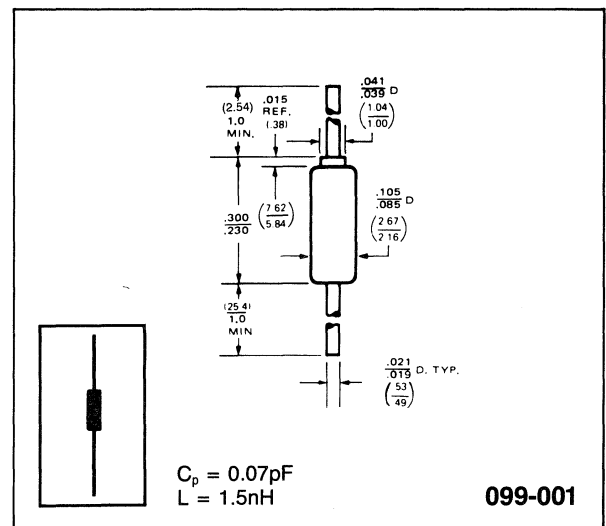 .041
.039 D
(1.04
1.00)
(2.54)
1.0
MIN.
.015
REF.
(.38)
.300
.230
(7.62
5.84)
.105
.085 D
(2.67
2.16)
(25.4)
1.0
MIN
.021
.019 D. TYP.
(53
49)
Cp = 0.07pF
L = 1.5nH
099-001